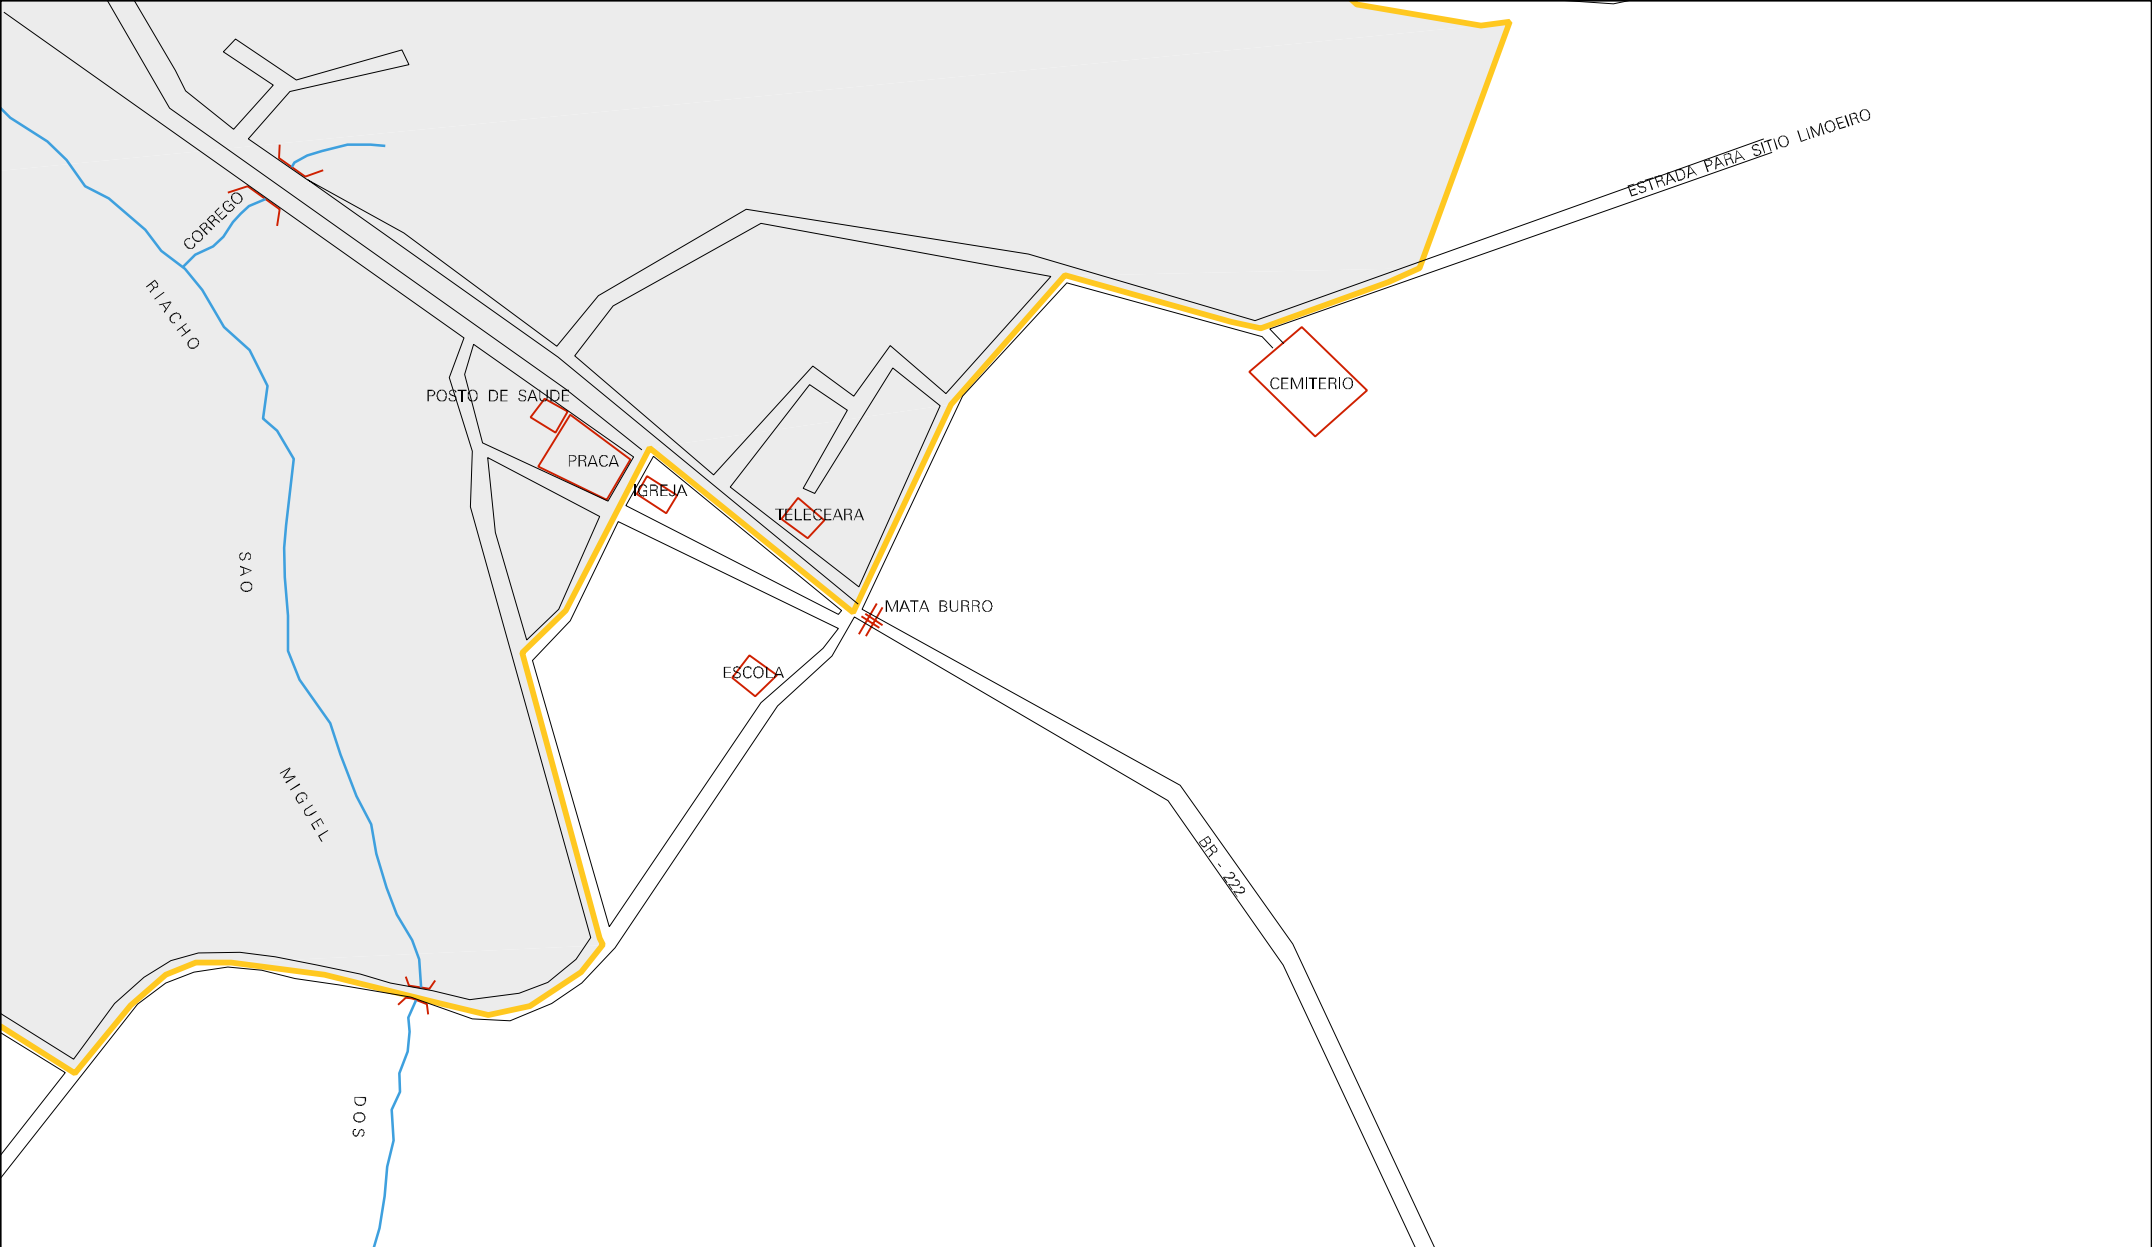 ESTRADA PARA SITIO LIMOEIRO
CORREGO
RIACHO
POSTO DE SAUDE
CEMITERIO
PRACA
IGREJA
TELECEARA
SAO
MATA BURRO
ESCOLA
MIGUEL
BR - 222
DOS